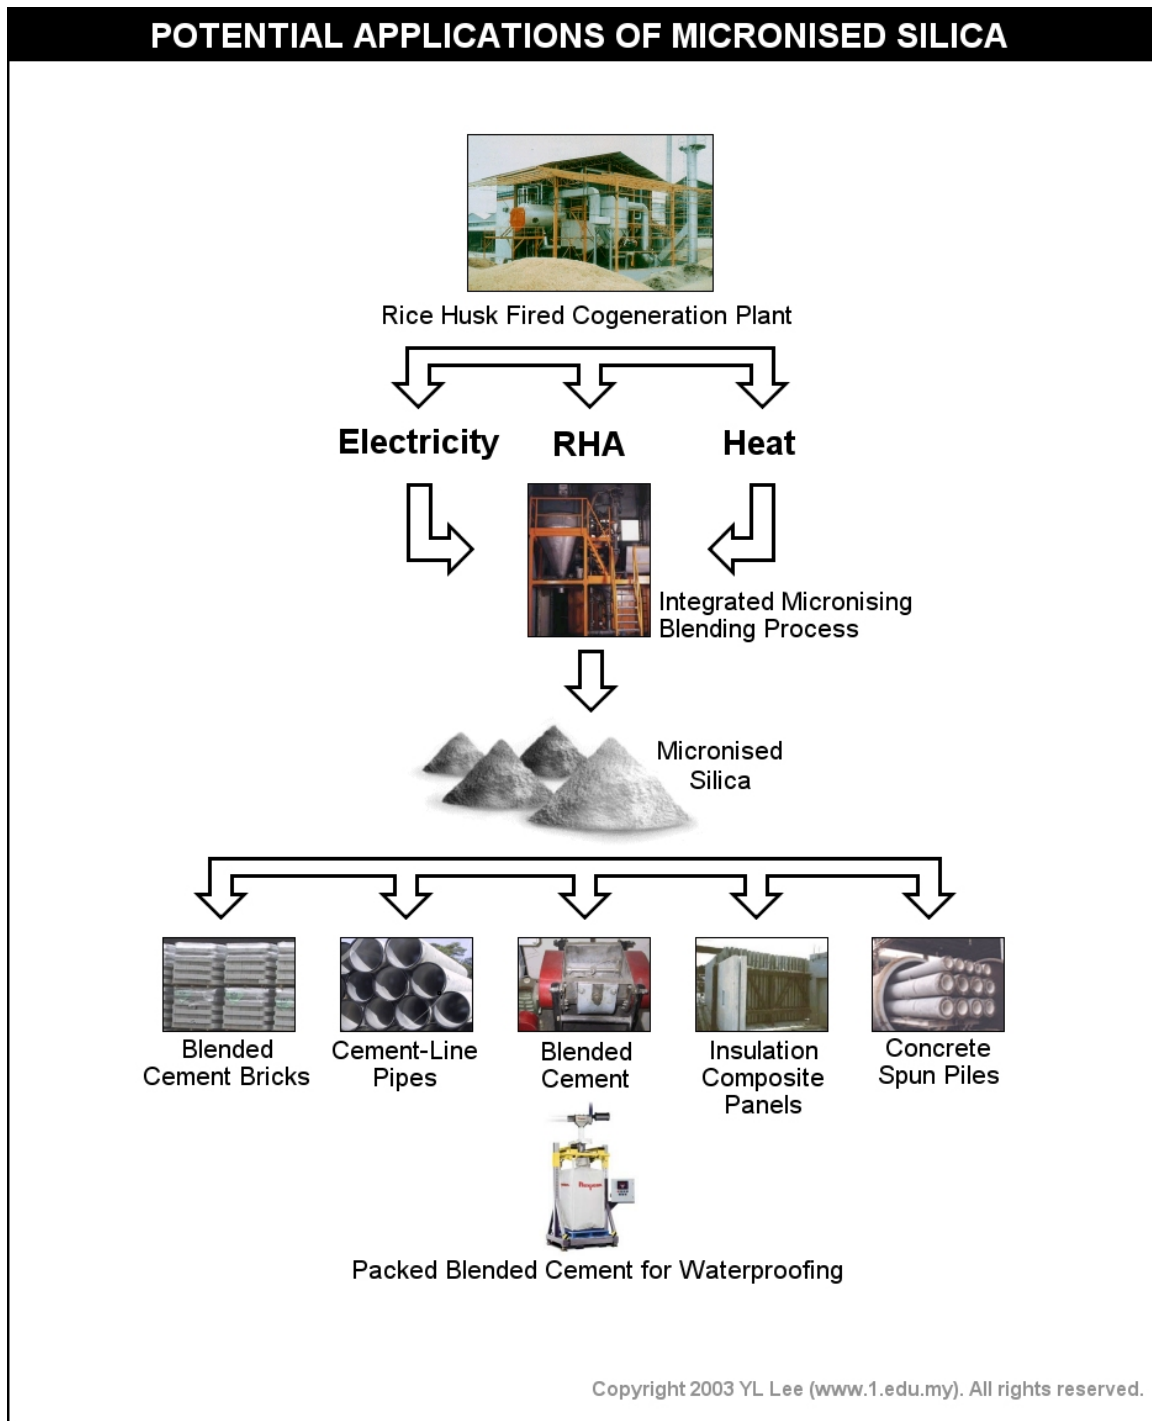 POTENTIAL APPLICATIONS OF MICRONISED SILICA
Rice Husk Fired Cogeneration Plant
Electricity
RHA
Heat
Integrated Micronising
Blending Process
Micronised
Silica
Blended
Cement Bricks
Cement-Line
Pipes
Blended
Cement
Insulation
Composite
Panels
Concrete
Spun Piles
Packed Blended Cement for Waterproofing
Copyright 2003 YL Lee (www.1.edu.my). All rights reserved.